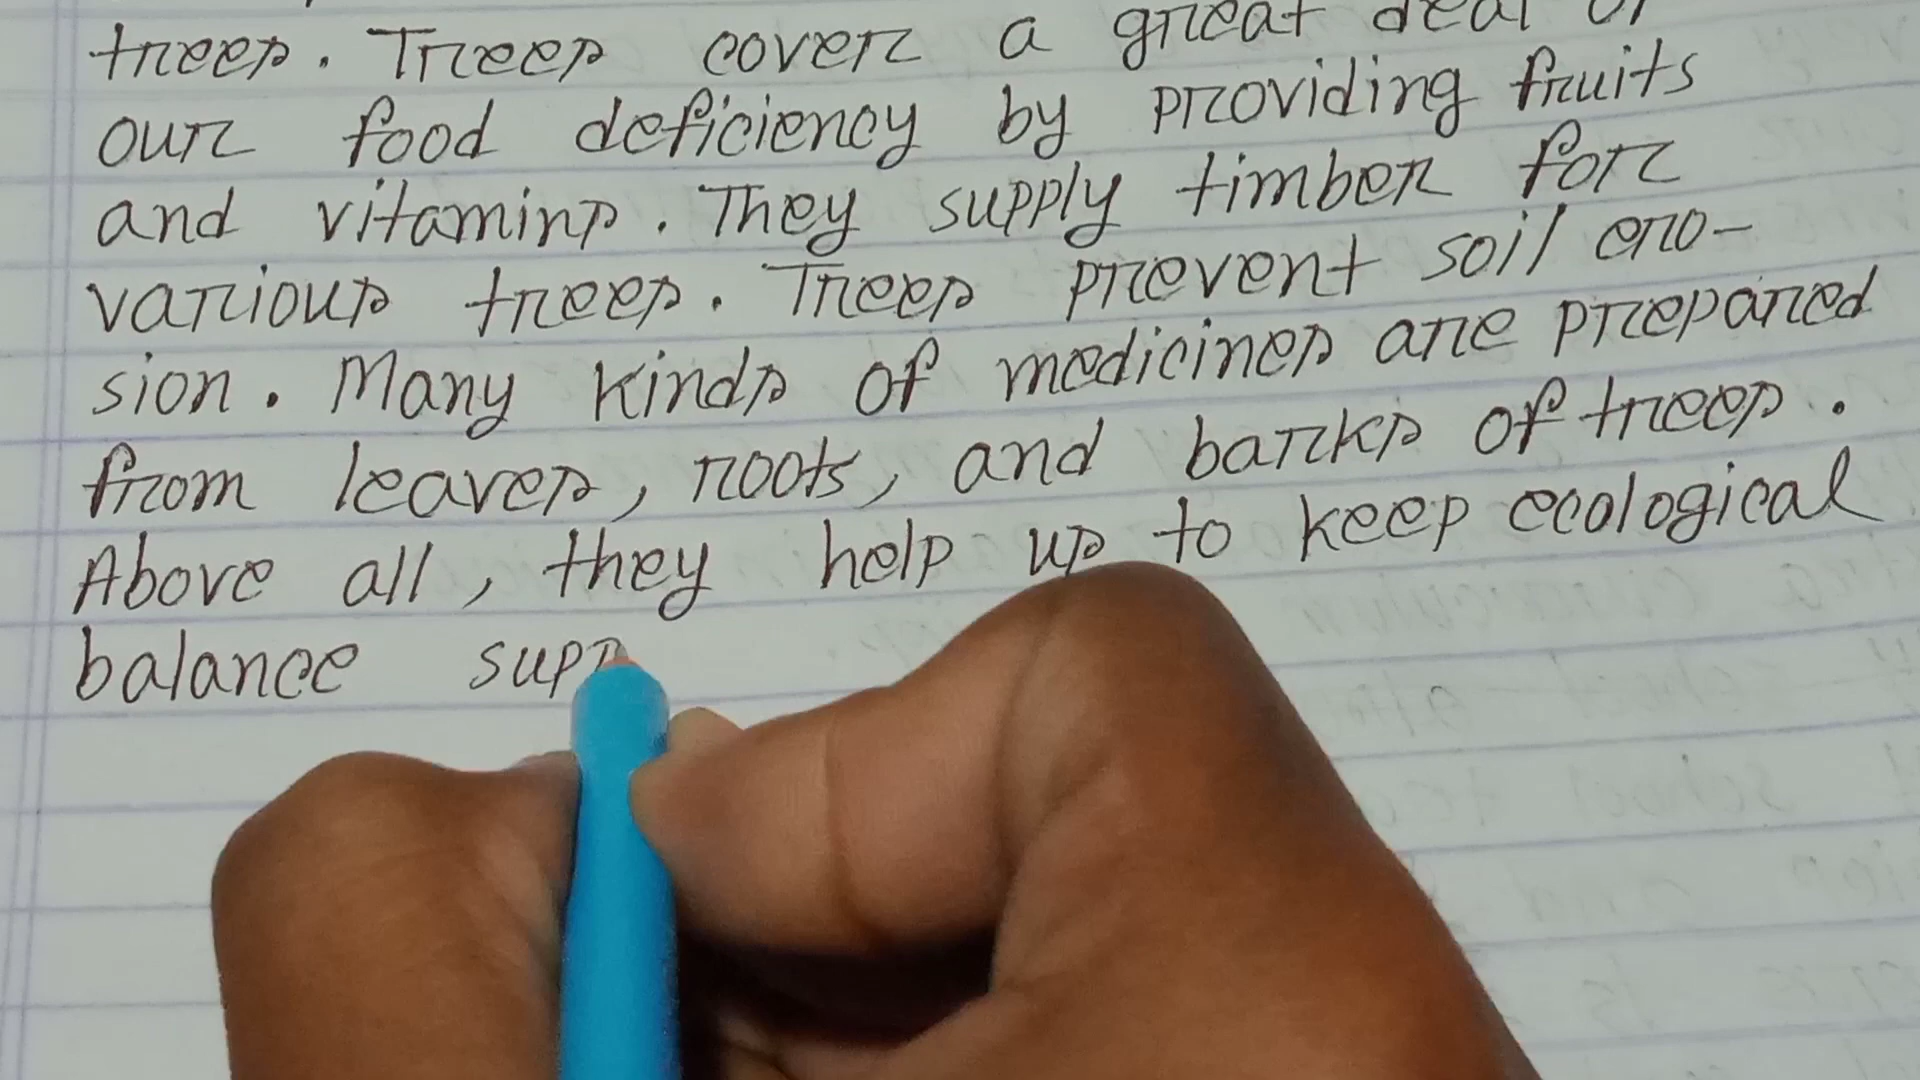 trees. Trees cover a great deal of
our food deficiency by providing fruits
and vitamins. They supply timber for
various trees. Trees prevent soil ero-
sion. Many kinds of medicines are prepared
from leaves, roots, and barks of trees.
Above all, they help us to keep ecological
balance supp